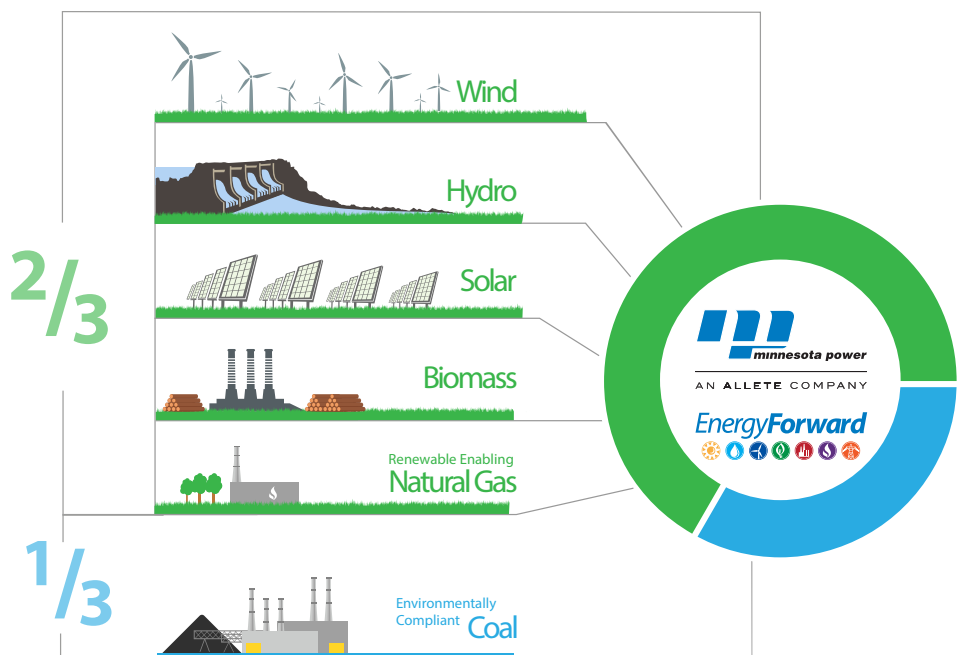 Wind
Hydro
2/3
Solar
Biomass
Renewable Enabling
Natural Gas
1/3
Environmentally
Compliant Coal
minnesota power
AN ALLETE COMPANY
EnergyForward